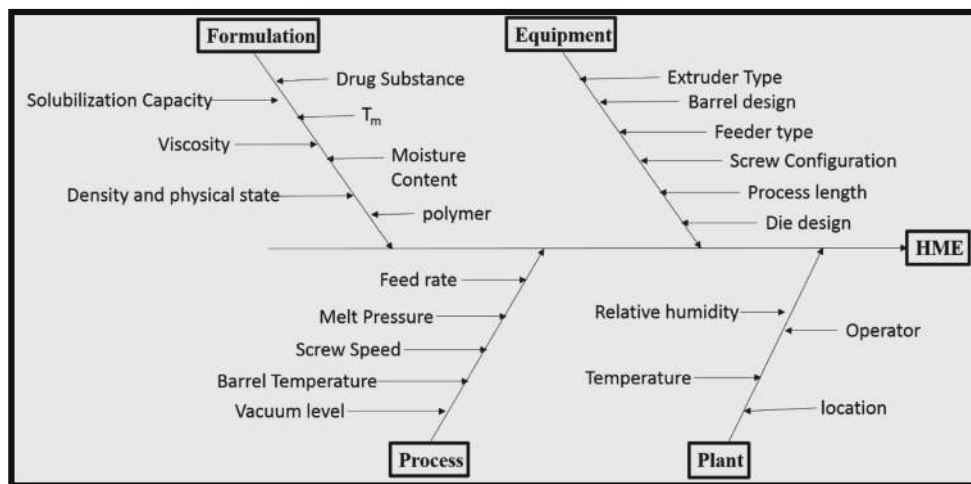 Formulation
Equipment
Drug Substance
Solubilization Capacity
Tm
Viscosity
Moisture
Content
Density and physical state
polymer
Extruder Type
Barrel design
Feeder type
Screw Configuration
Process length
Die design
HME
Feed rate
Melt Pressure
Screw Speed
Barrel Temperature
Vacuum level
Relative humidity
Operator
Temperature
location
Process
Plant